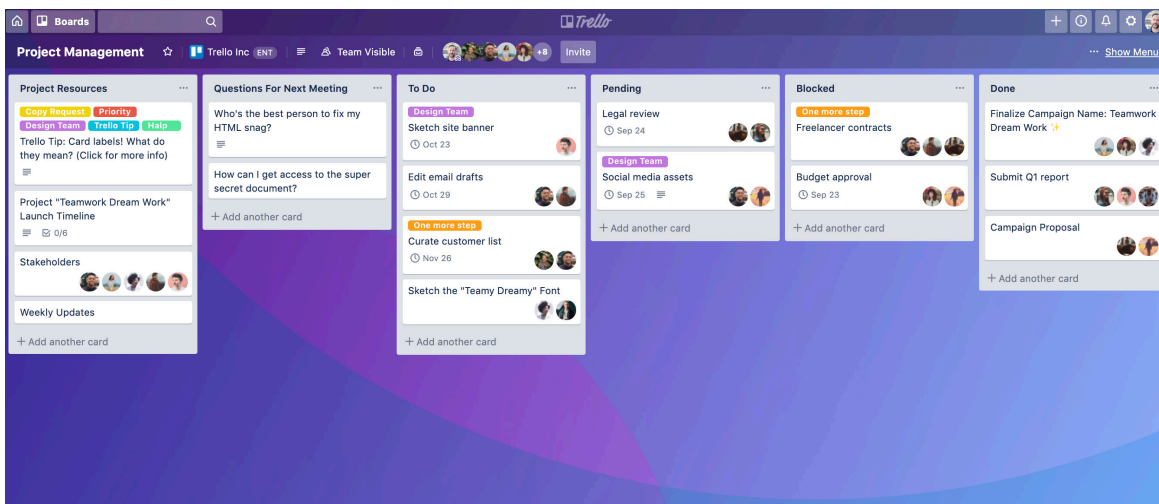 Boards
Trello
Project Management
Trello Inc ENT
Team Visible
+8
Invite
... Show Menu
Project Resources
Copy Request Priority
Design Team Trello Tip Halp
Trello Tip: Card labels! What do
they mean? (Click for more info)
Project "Teamwork Dream Work"
Launch Timeline
0/6
Stakeholders
Weekly Updates
+ Add another card
Questions For Next Meeting
Who's the best person to fix my
HTML snag?
How can I get access to the super
secret document?
+ Add another card
To Do
Design Team
Sketch site banner
Oct 23
Edit email drafts
Oct 29
One more step
Curate customer list
Nov 26
Sketch the "Teamy Dreamy" Font
+ Add another card
Pending
Legal review
Sep 24
Design Team
Social media assets
Sep 25
+ Add another card
Blocked
One more step
Freelancer contracts
Budget approval
Sep 23
+ Add another card
Done
Finalize Campaign Name: Teamwork
Dream Work ✨
Submit Q1 report
Campaign Proposal
+ Add another card